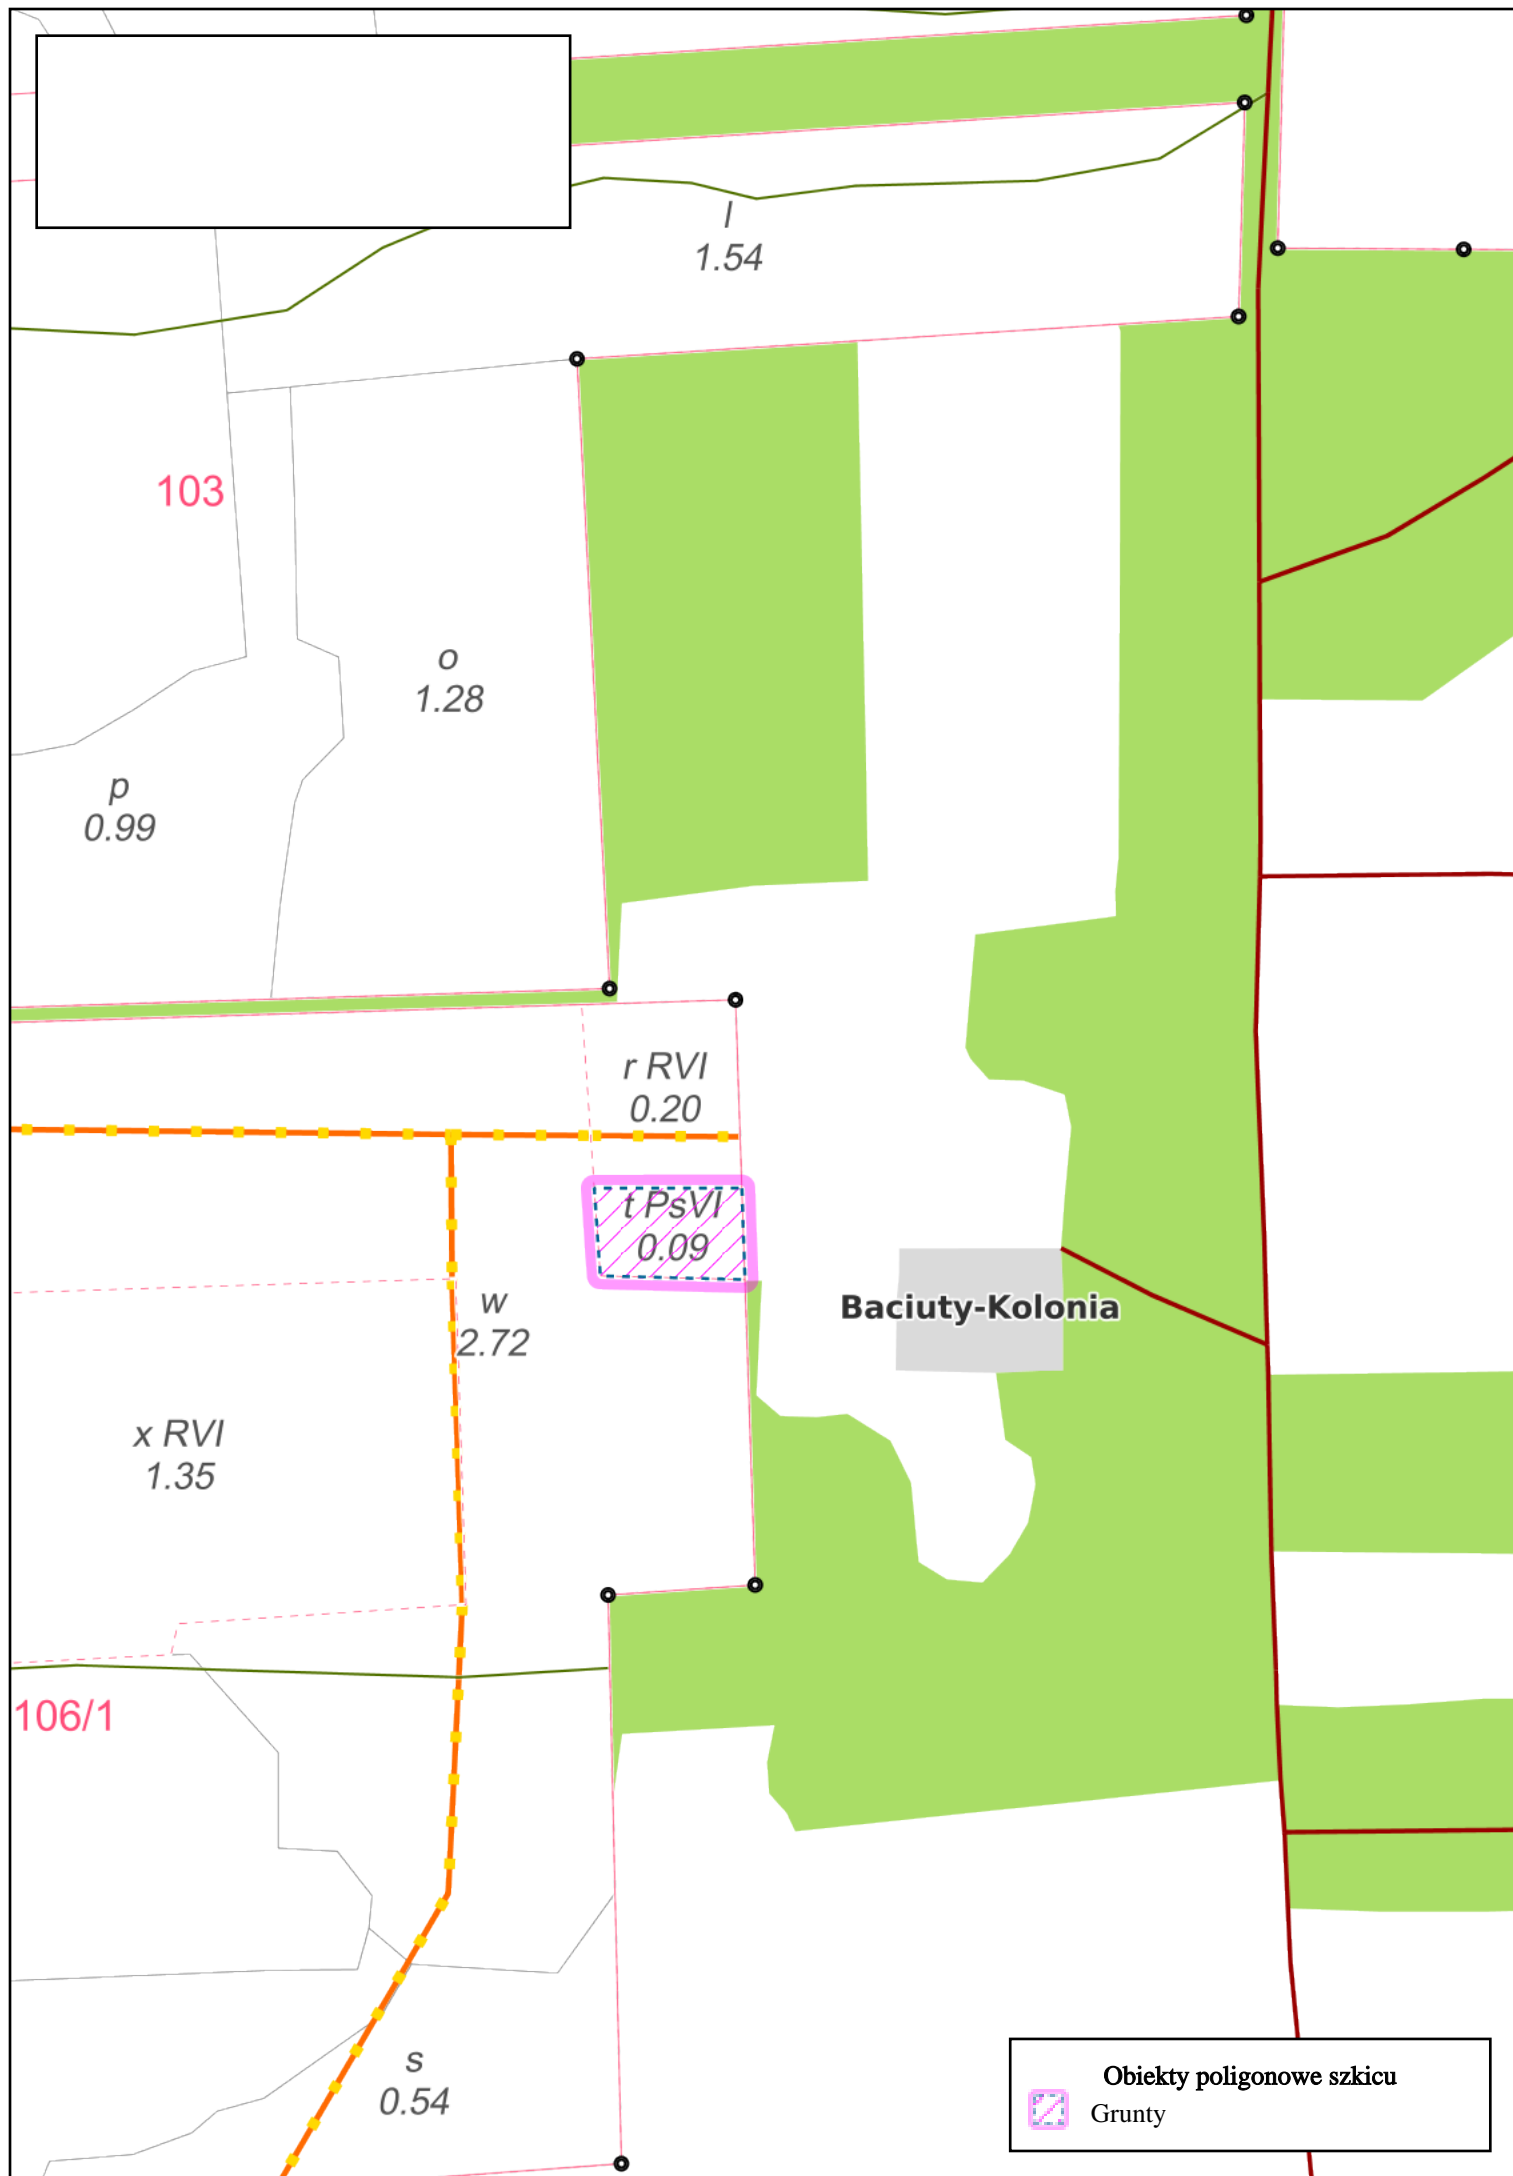 l
1.54
103
o
1.28
p
0.99
r RVI
0.20
t PsVI
0.09
w
2.72
Baciuty-Kolonia
x RVI
1.35
106/1
s
0.54
Obiekty poligonowe szkicu
Grunty